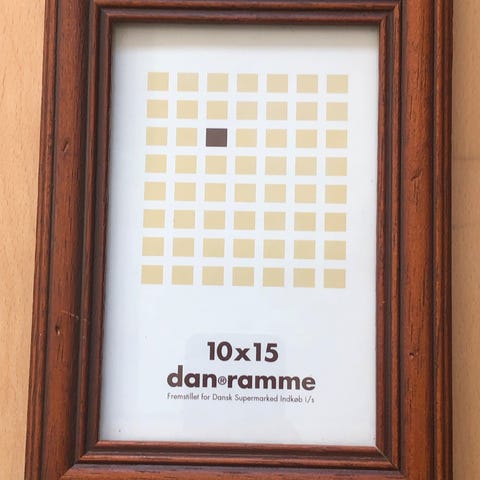 10x15
dan®ramme
Fremstillet for Dansk Supermarked Indkøb i/s